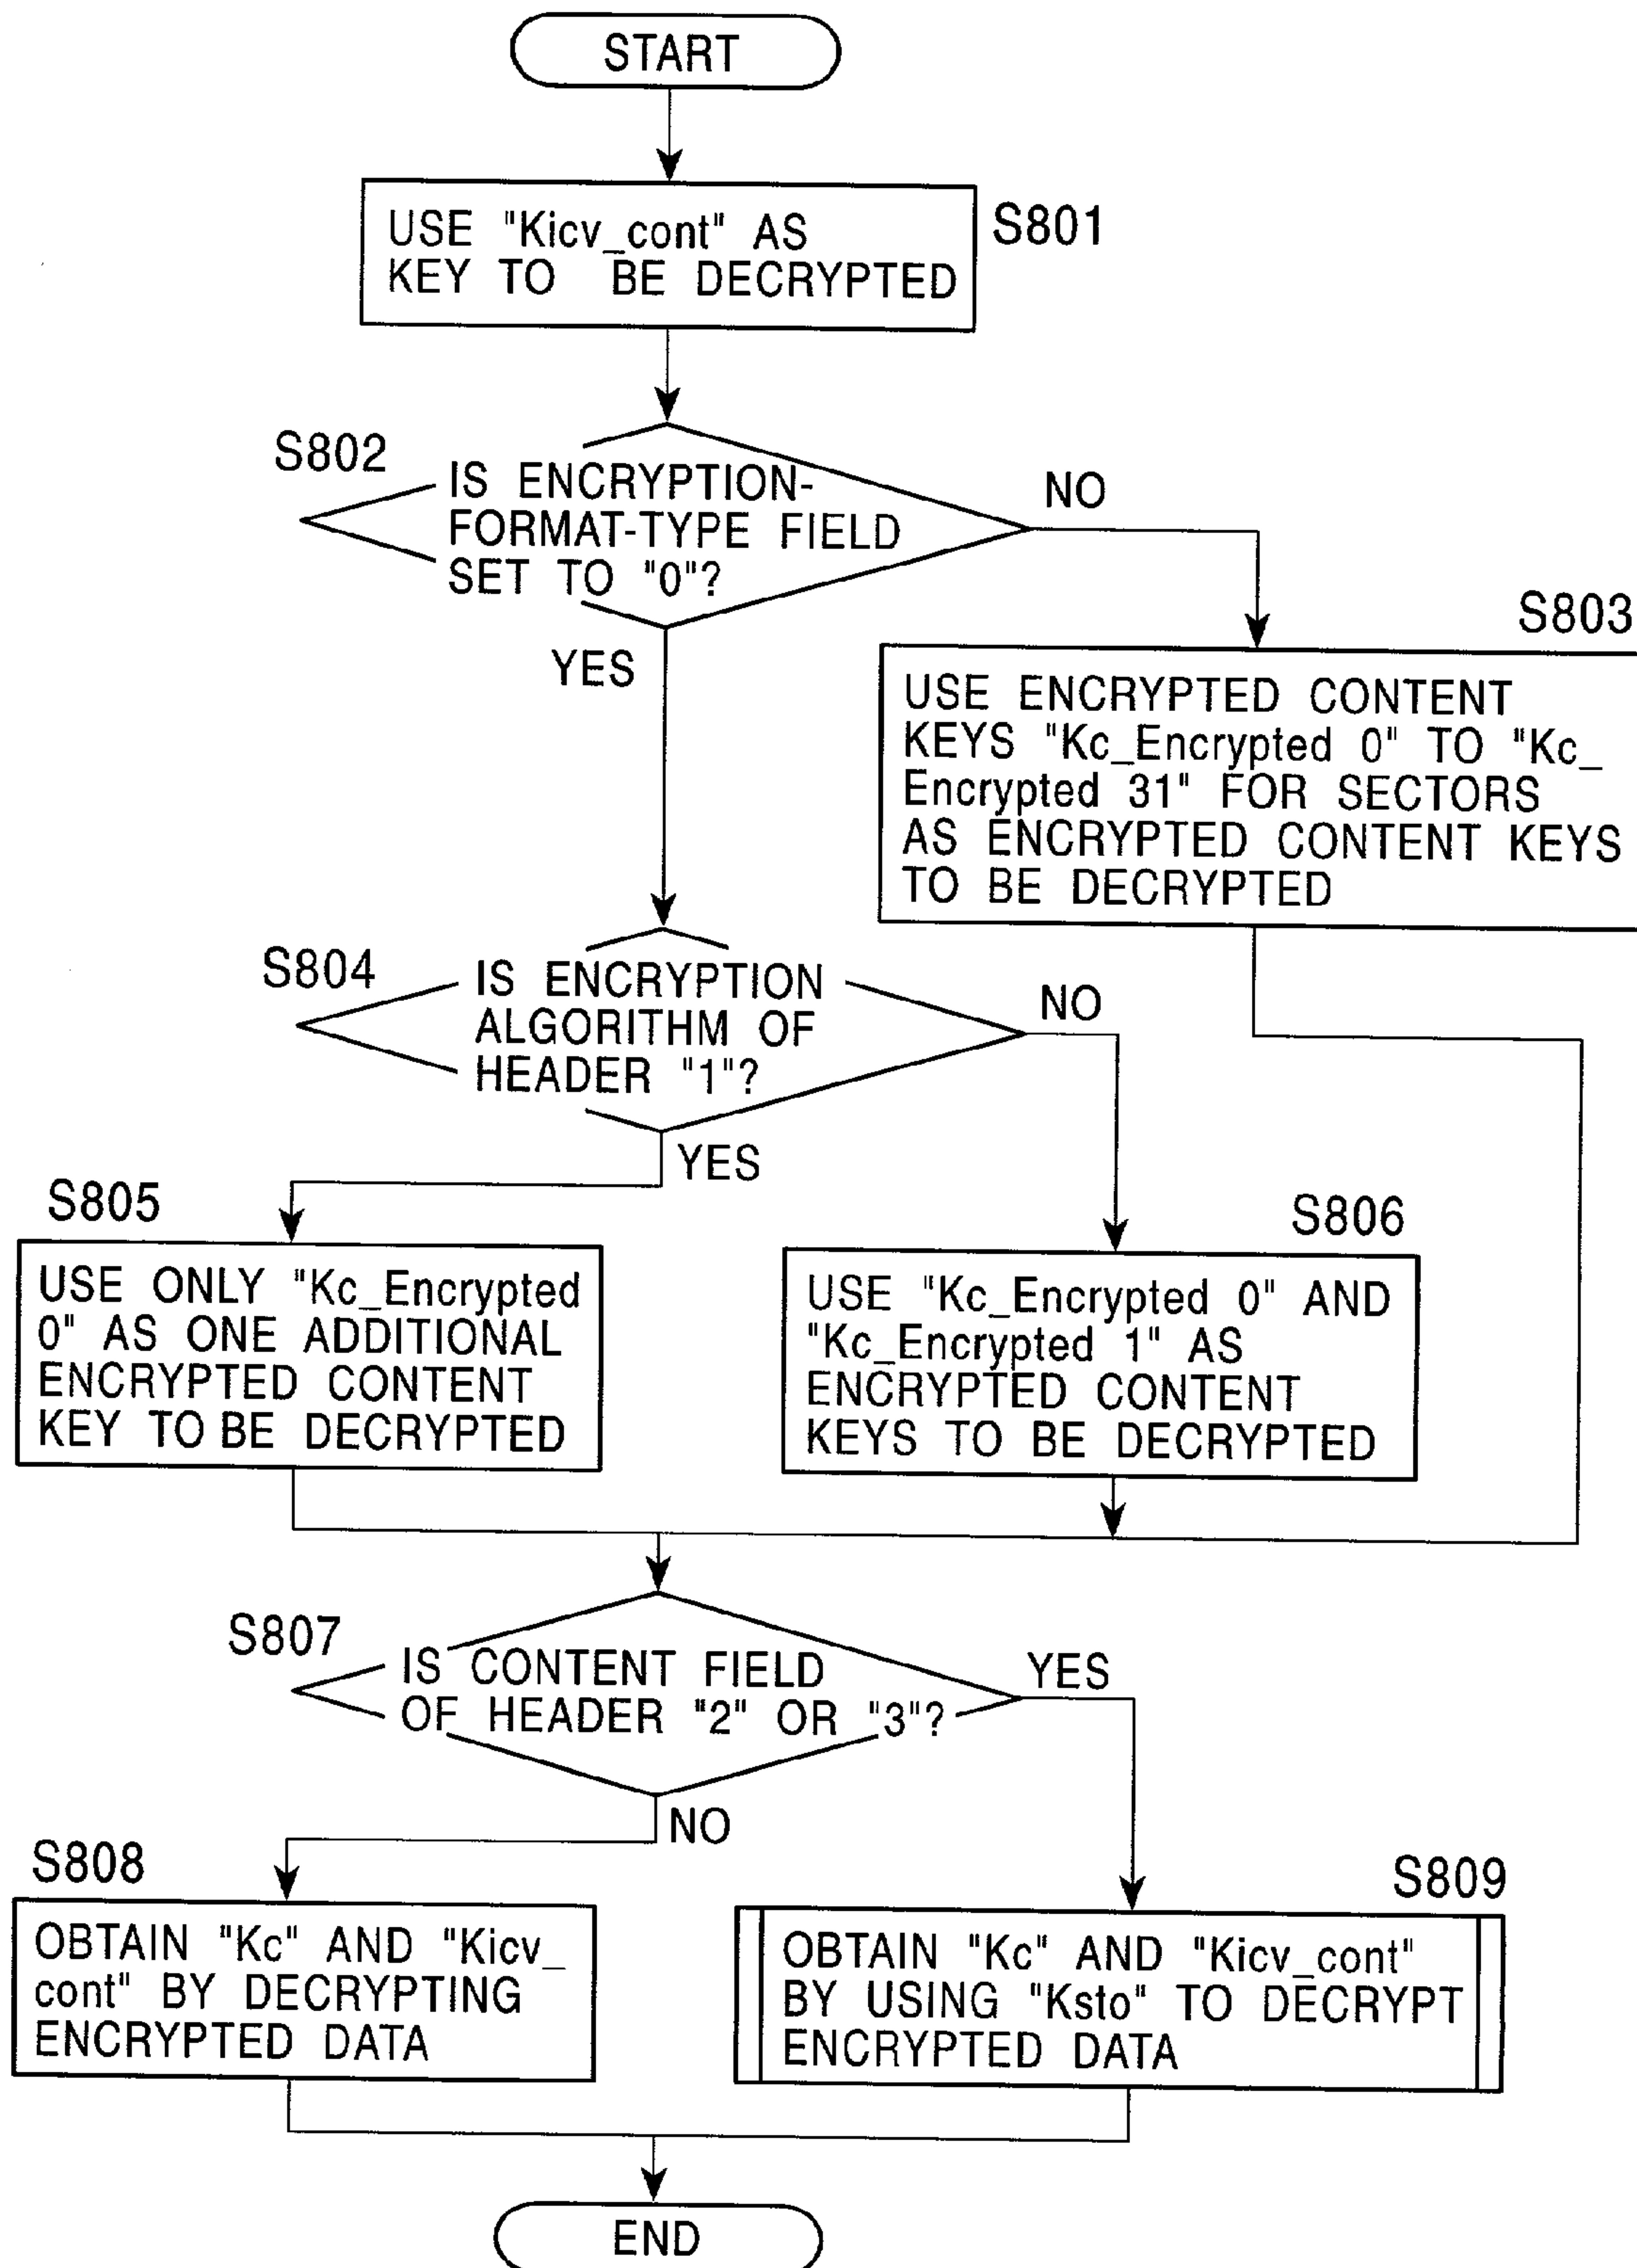 START
USE "Kicv_cont" AS
KEY TO BE DECRYPTED
S801
S802
IS ENCRYPTION-
FORMAT-TYPE FIELD
SET TO "0"?
NO
YES
S803
USE ENCRYPTED CONTENT
KEYS "Kc_Encrypted 0" TO "Kc_
Encrypted 31" FOR SECTORS
AS ENCRYPTED CONTENT KEYS
TO BE DECRYPTED
S804
IS ENCRYPTION
ALGORITHM OF
HEADER "1"?
NO
YES
S805
USE ONLY "Kc_Encrypted
0" AS ONE ADDITIONAL
ENCRYPTED CONTENT
KEY TO BE DECRYPTED
S806
USE "Kc_Encrypted 0" AND
"Kc_Encrypted 1" AS
ENCRYPTED CONTENT
KEYS TO BE DECRYPTED
S807
IS CONTENT FIELD
OF HEADER "2" OR "3"?
YES
NO
S808
OBTAIN "Kc" AND "Kicv_
cont" BY DECRYPTING
ENCRYPTED DATA
S809
OBTAIN "Kc" AND "Kicv_cont"
BY USING "Ksto" TO DECRYPT
ENCRYPTED DATA
END